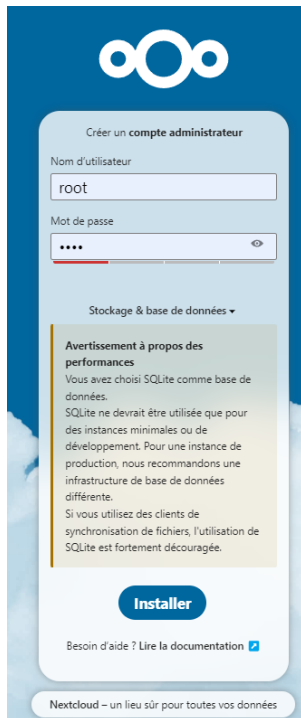 Créer un compte administrateur
Nom d'utilisateur
root
Mot de passe
••••
Stockage & base de données ▾
Avertissement à propos des
performances
Vous avez choisi SQLite comme base de
données.
SQLite ne devrait être utilisée que pour
des instances minimales ou de
développement. Pour une instance de
production, nous recommandons une
infrastructure de base de données
différente.
Si vous utilisez des clients de
synchronisation de fichiers, l'utilisation de
SQLite est fortement découragée.
Installer
Besoin d'aide ? Lire la documentation ↗
Nextcloud – un lieu sûr pour toutes vos données